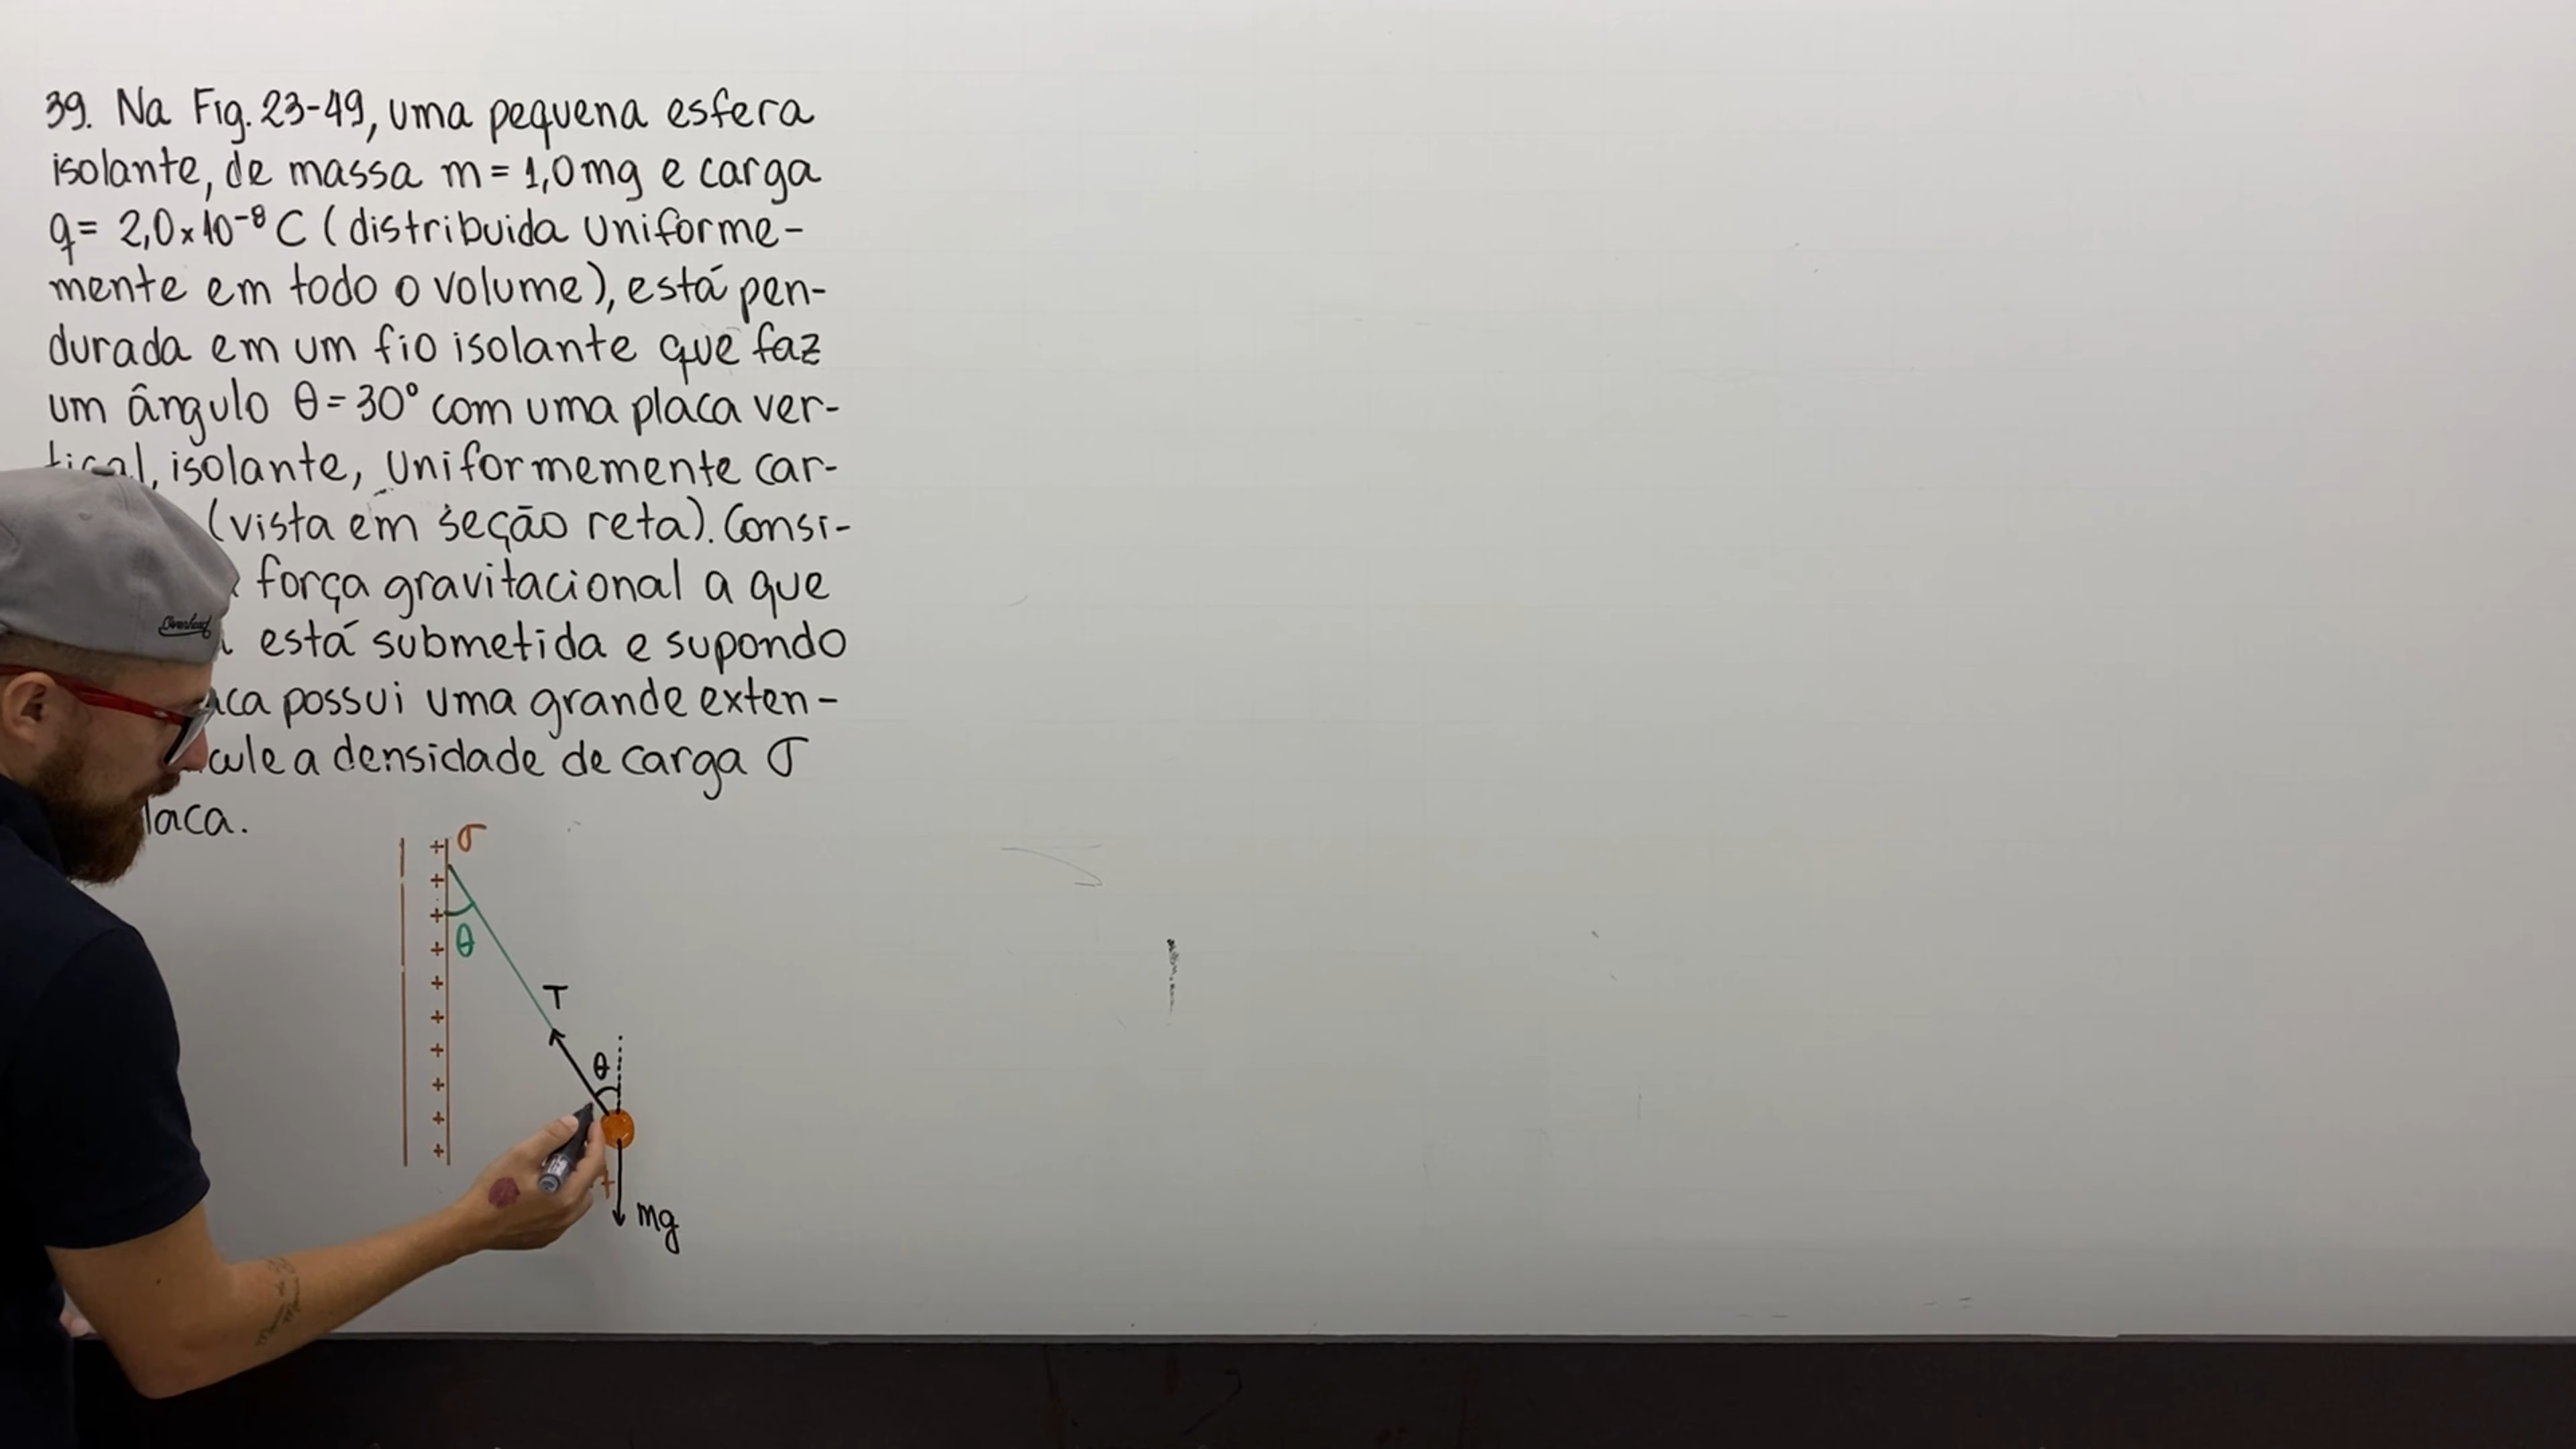 39. Na Fig. 23-49, uma pequena esfera
isolante, de massa m = 1,0 mg e carga
q = 2,0 × 10⁻⁸ C (distribuida uniforme-
mente em todo o volume), está pen-
durada em um fio isolante que faz
um ângulo θ = 30° com uma placa ver-
tical, isolante, uniformemente car-
(vista em seção reta). Consi-
força gravitacional a que
está submetida e supondo
possui uma grande exten-
a densidade de carga σ
σ
+
+
+
θ
+
+
T
+
+
θ
+
+
+
+
mg
Overhead